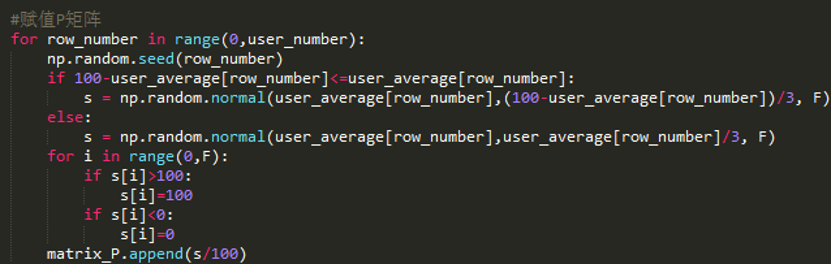 #赋值P矩阵
for row_number in range(0,user_number):
    np.random.seed(row_number)
    if 100-user_average[row_number]<=user_average[row_number]:
        s = np.random.normal(user_average[row_number],(100-user_average[row_number])/3, F)
    else:
        s = np.random.normal(user_average[row_number],user_average[row_number]/3, F)
    for i in range(0,F):
        if s[i]>100:
            s[i]=100
        if s[i]<0:
            s[i]=0
    matrix_P.append(s/100)